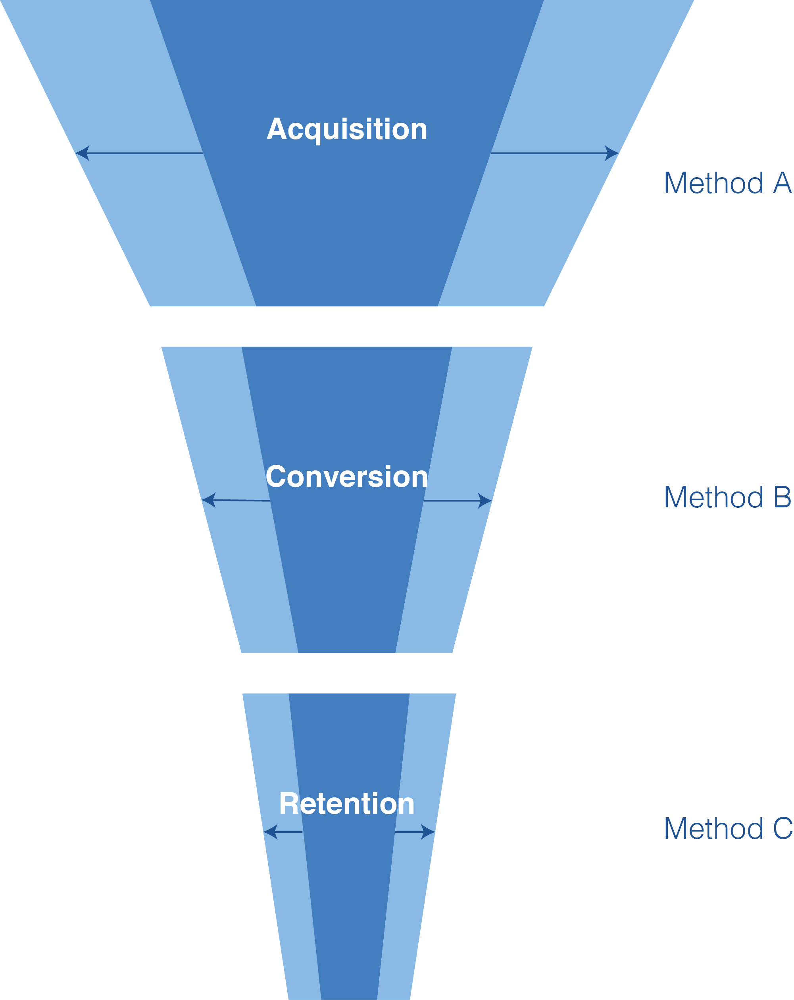 Acquisition
Method A
Conversion
Method B
Retention
Method C